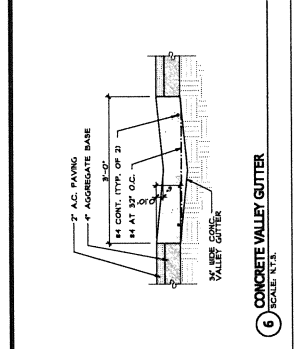 2" A.C. PAVING
4" AGGREGATE BASE
3'-0"
#4 CONT. (TYP. OF 2)
#4 AT 32" O.C.
36" WIDE CONC.
VALLEY GUTTER
6 CONCRETE VALLEY GUTTER
SCALE: N.T.S.